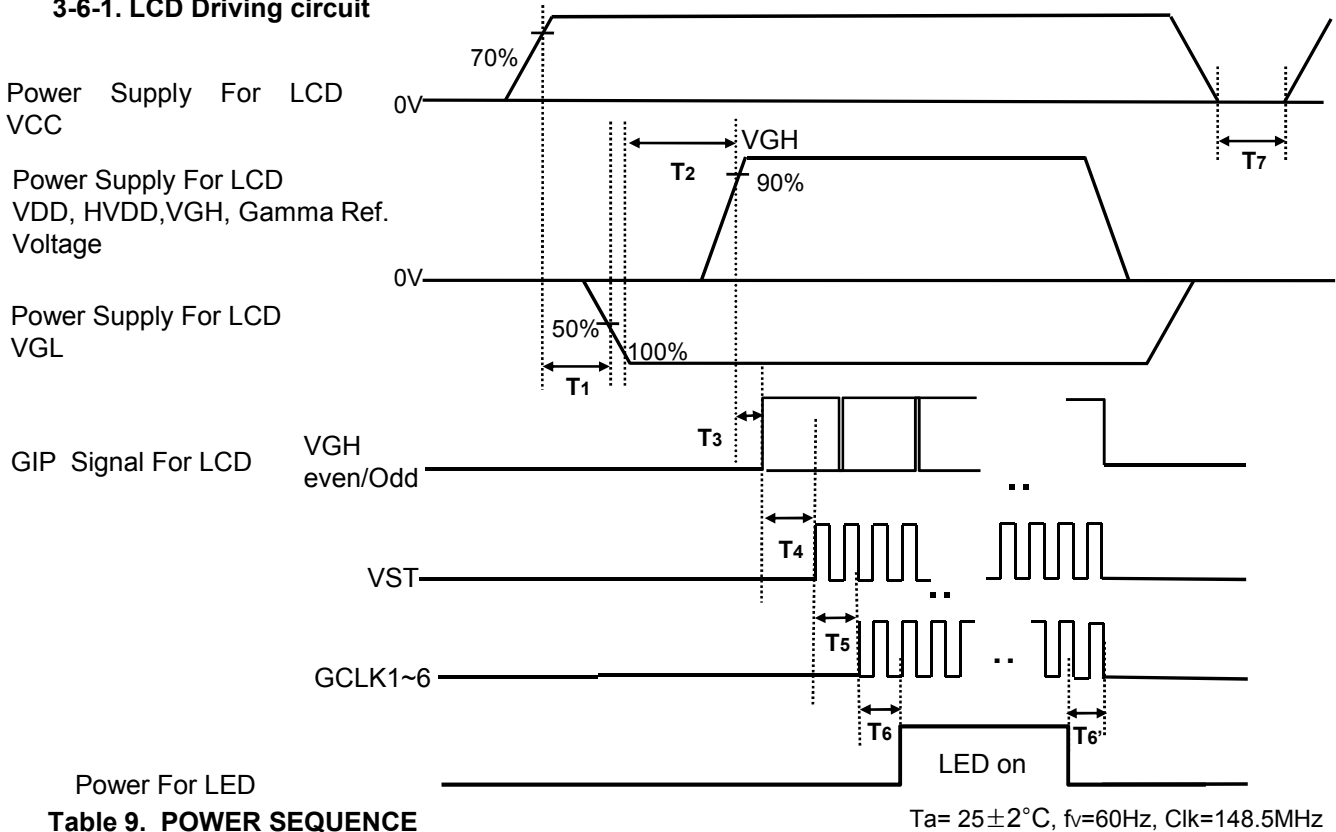 3-6-1. LCD Driving circuit
70%
Power Supply For LCD
VCC
0V
T7
VGH
T2
90%
Power Supply For LCD
VDD, HVDD,VGH, Gamma Ref.
Voltage
0V
Power Supply For LCD
VGL
50%
100%
T1
T3
GIP Signal For LCD
VGH
even/Odd
..
T4
VST
..
T5
..
GCLK1~6
T6
T6'
LED on
Power For LED
Table 9. POWER SEQUENCE
Ta= 25±2°C, fv=60Hz, Clk=148.5MHz